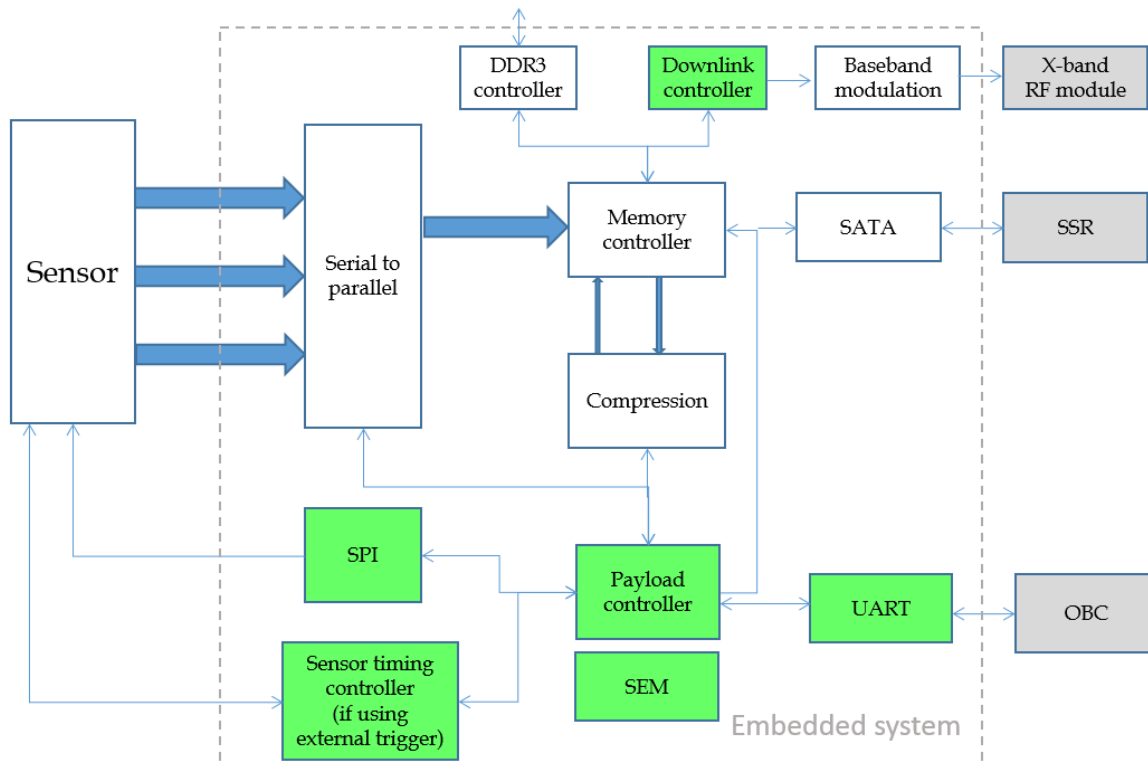 DDR3
controller
Downlink
controller
Baseband
modulation
X-band
RF module
Sensor
Serial to
parallel
Memory
controller
SATA
SSR
Compression
SPI
Payload
controller
UART
OBC
Sensor timing
controller
(if using
external trigger)
SEM
Embedded system